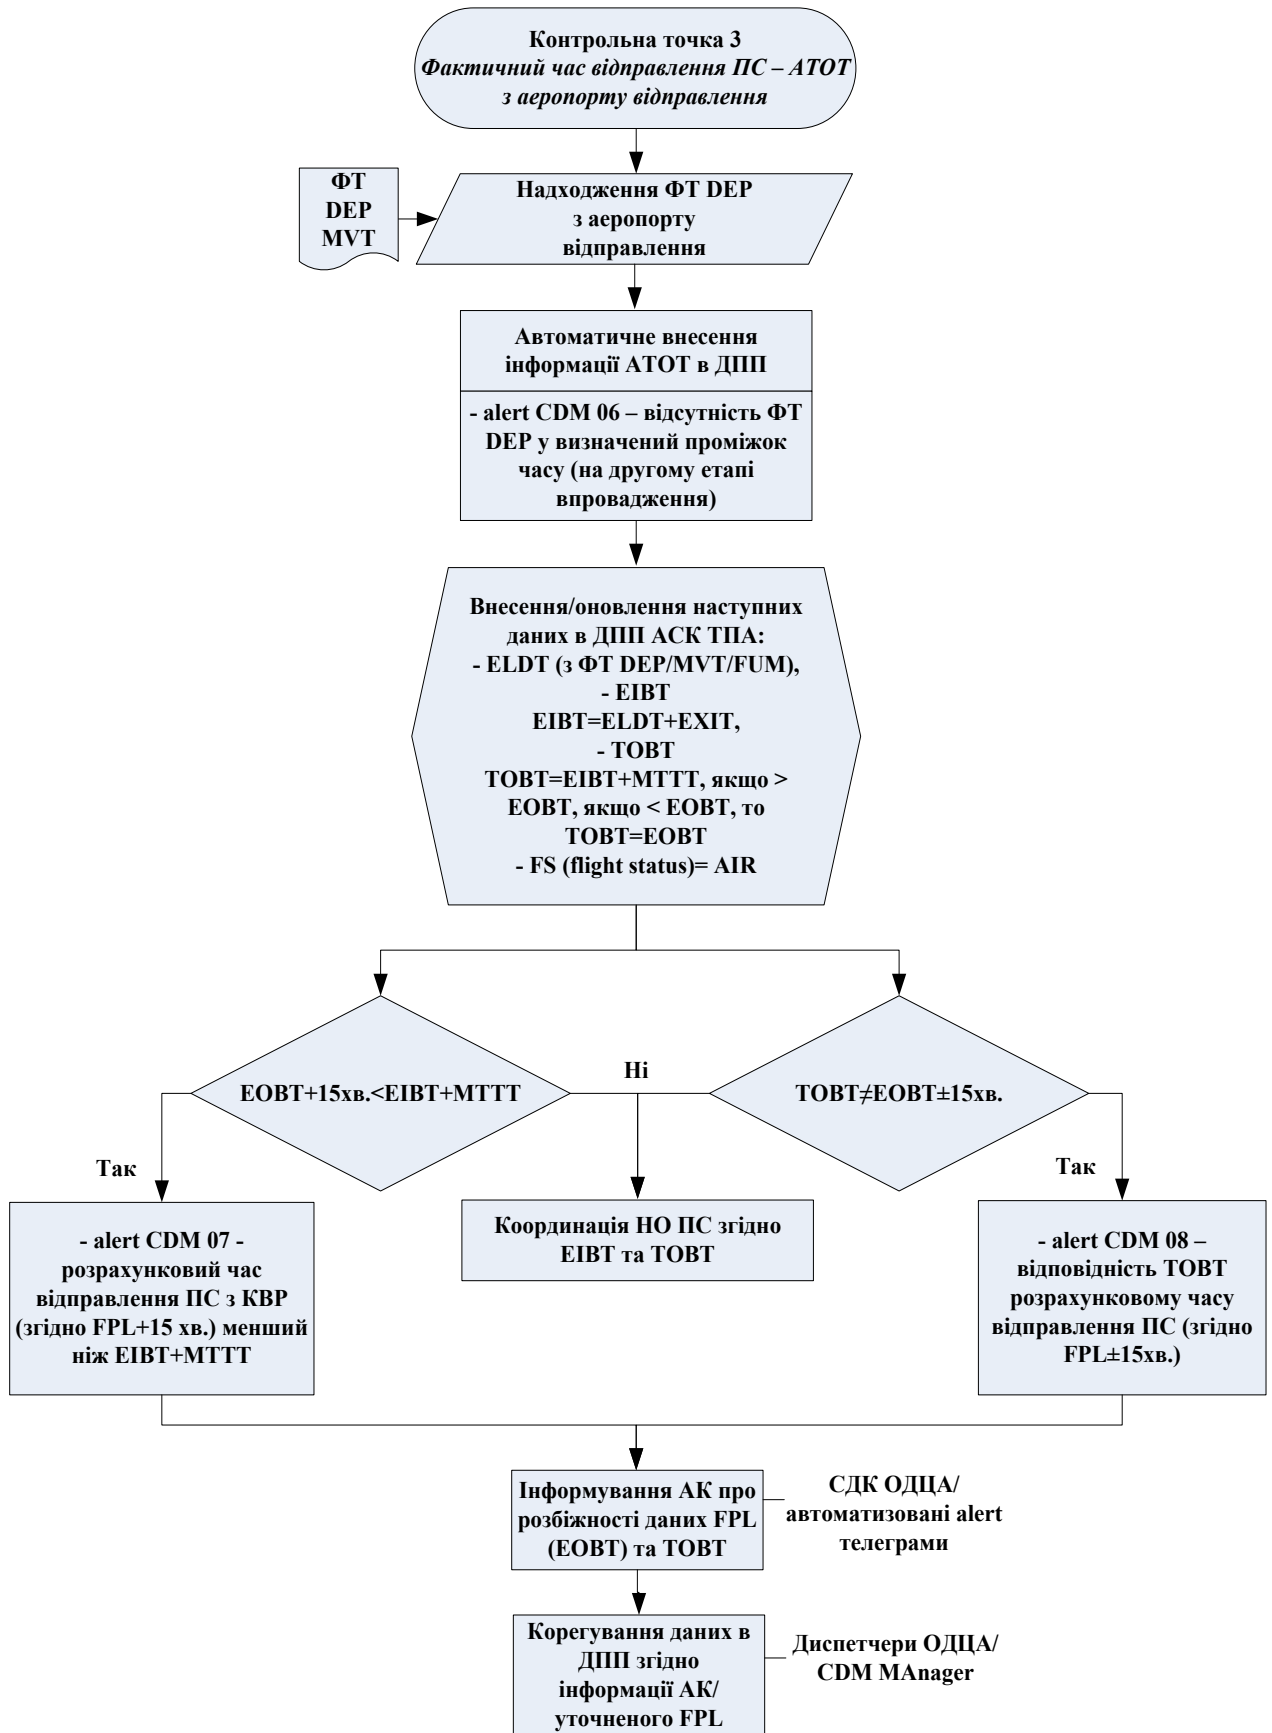 Контрольна точка 3
Фактичний час відправлення ПС – АТОТ
з аеропорту відправлення
ФТ
DEP
MVT
Надходження ФТ DEP
з аеропорту
відправлення
Автоматичне внесення
інформації АТОТ в ДПП
- alert CDM 06 – відсутність ФТ
DEP у визначений проміжок
часу (на другому етапі
впровадження)
Внесення/оновлення наступних
даних в ДПП АСК ТПА:
- ELDT (з ФТ DEP/MVT/FUM),
- EIBT
EIBT=ELDT+EXIT,
- TOBT
TOBT=EIBT+MTTT, якщо >
EOBT, якщо < EOBT, то
TOBT=EOBT
- FS (flight status)= AIR
EOBT+15хв.<EIBT+MTTT
Ні
TOBT≠EOBT±15хв.
Так
Так
- alert CDM 07 -
розрахунковий час
відправлення ПС з КВР
(згідно FPL+15 хв.) менший
ніж EIBT+MTTT
Координація НО ПС згідно
EIBT та TOBT
- alert CDM 08 –
відповідність TOBT
розрахунковому часу
відправлення ПС (згідно
FPL±15хв.)
Інформування АК про
розбіжності даних FPL
(EOBT) та TOBT
СДК ОДЦА/
автоматизовані alert
телеграми
Корегування даних в
ДПП згідно
інформації АК/
уточненого FPL
Диспетчери ОДЦА/
CDM MAnager